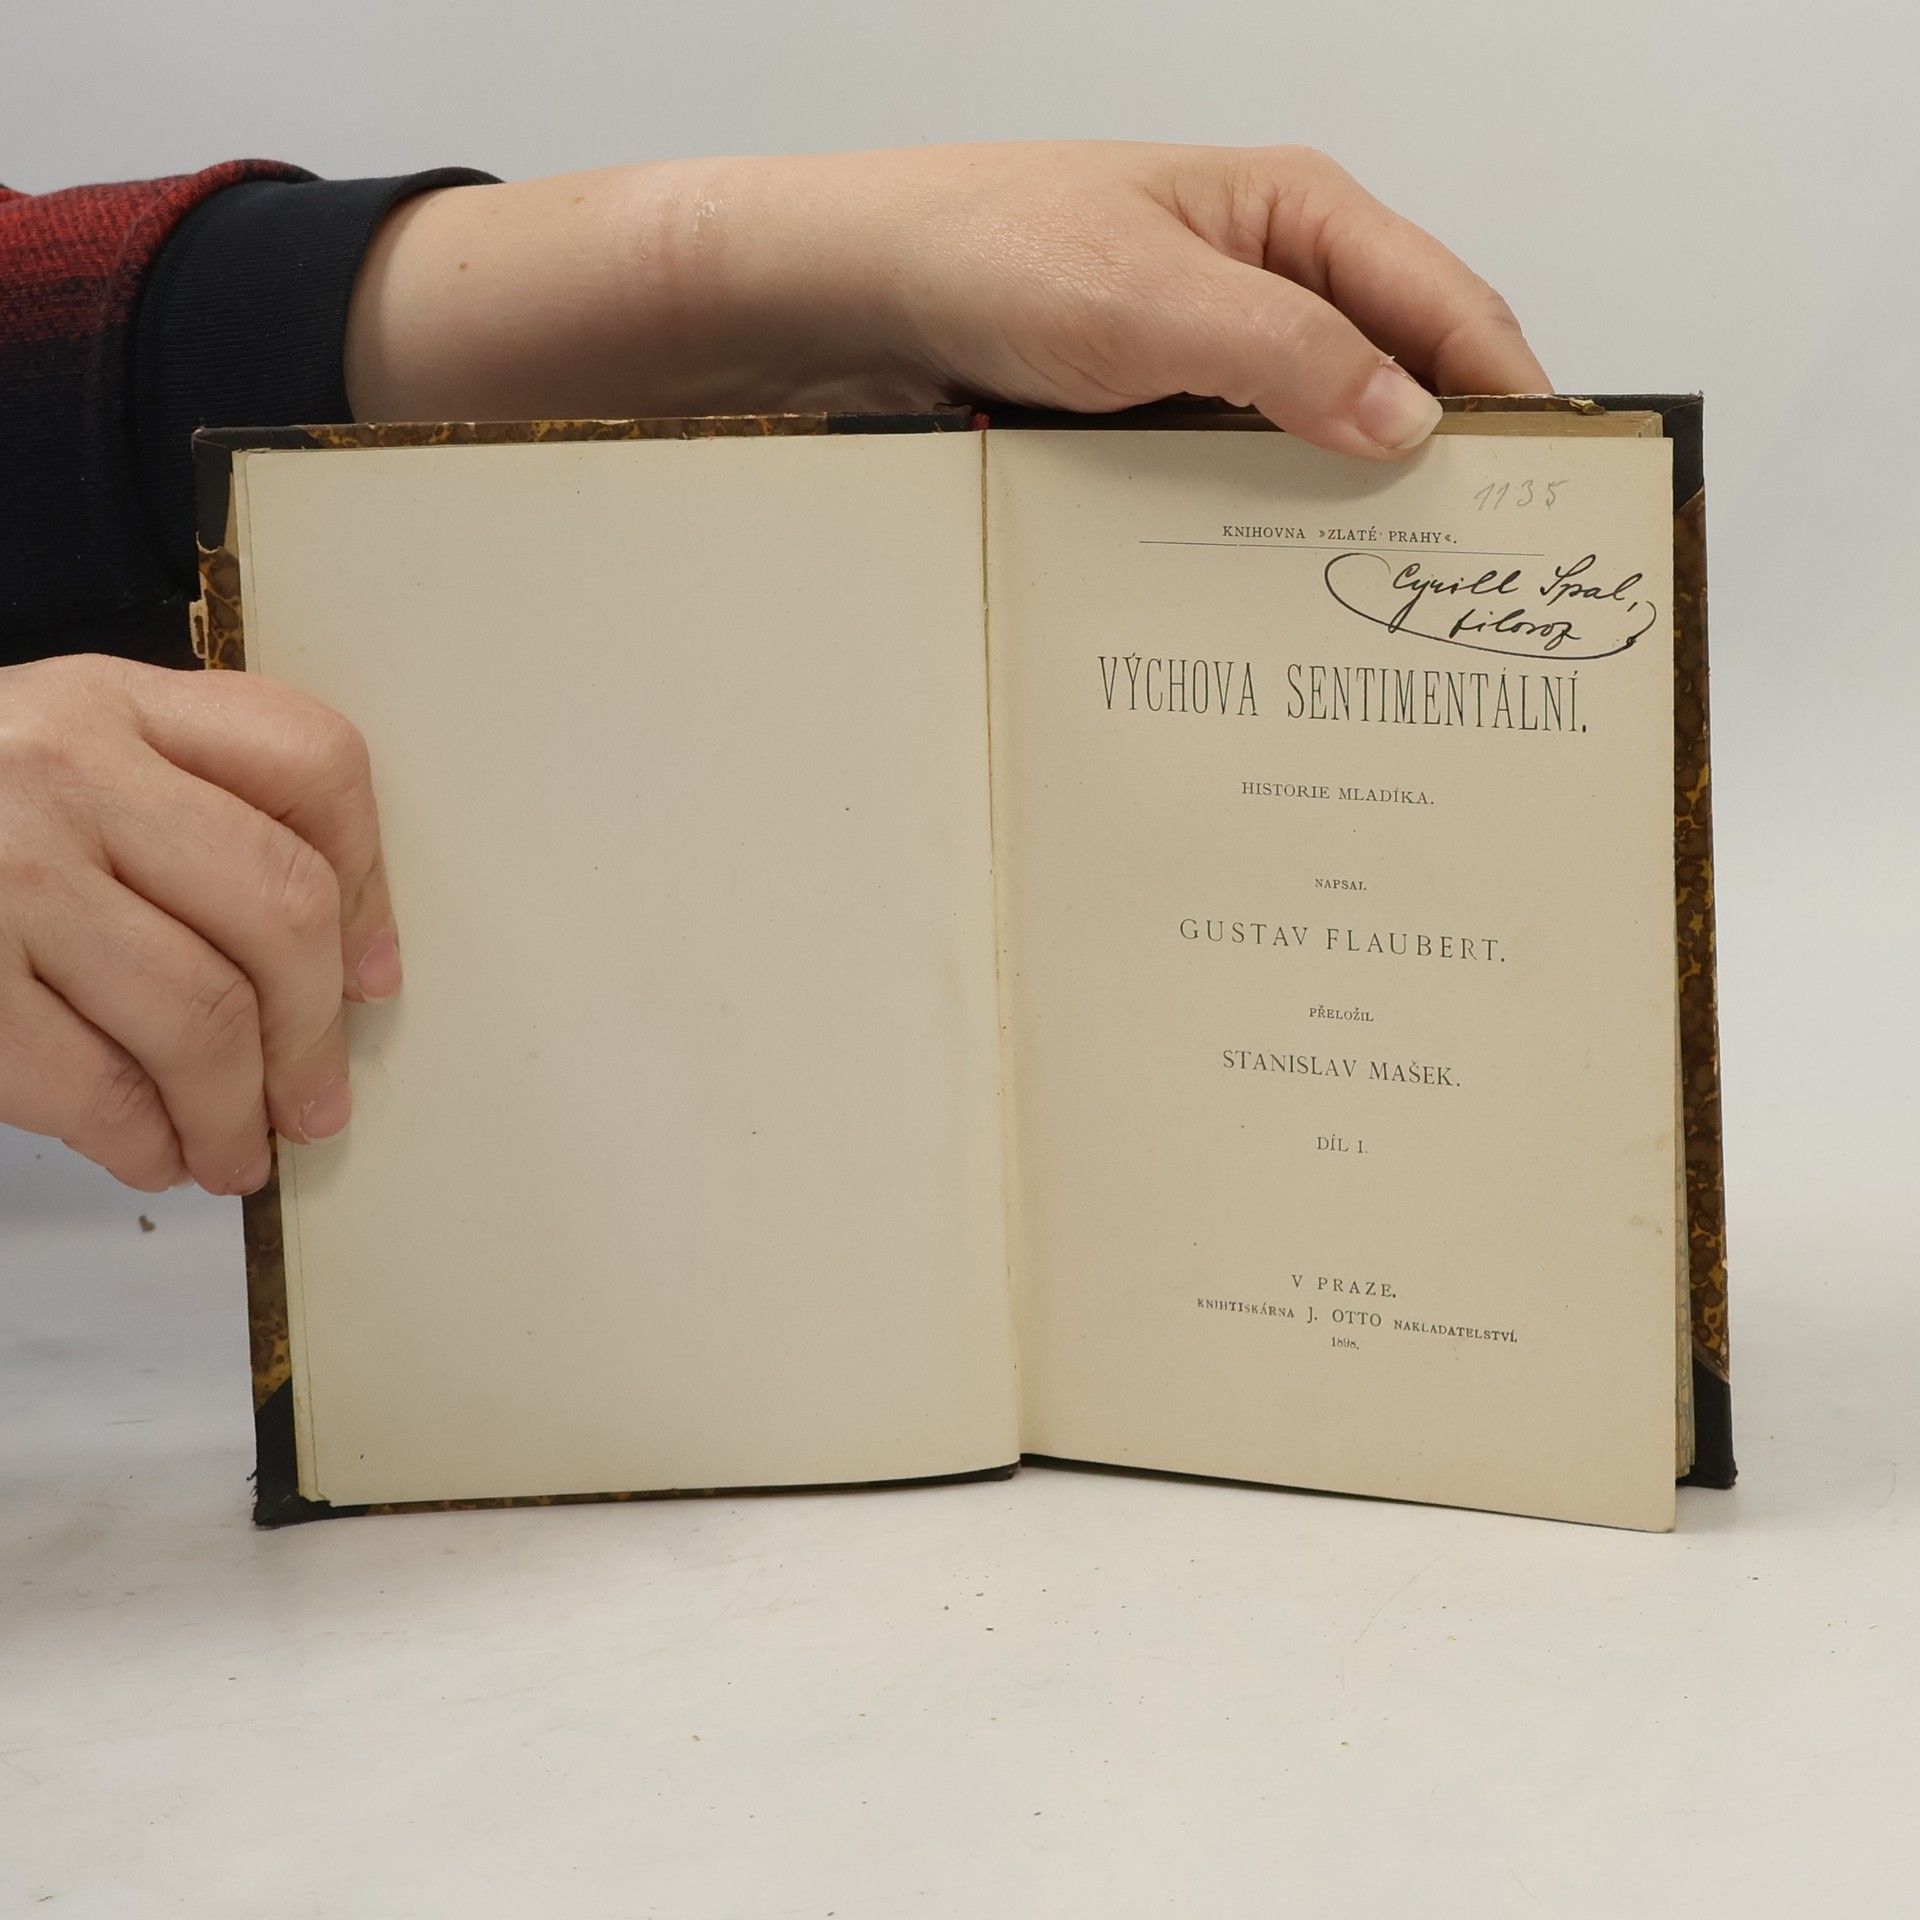 1135
KNIHOVNA »ZLATÉ PRAHY«.
Cyrill Spal,
filosof
VÝCHOVA SENTIMENTÁLNÍ.
HISTORIE MLADÍKA.
NAPSAL
GUSTAV FLAUBERT.
PŘELOŽIL
STANISLAV MAŠEK.
DÍL I.
V PRAZE.
KNIHTISKÁRNA J. OTTO NAKLADATELSTVÍ.
1898.